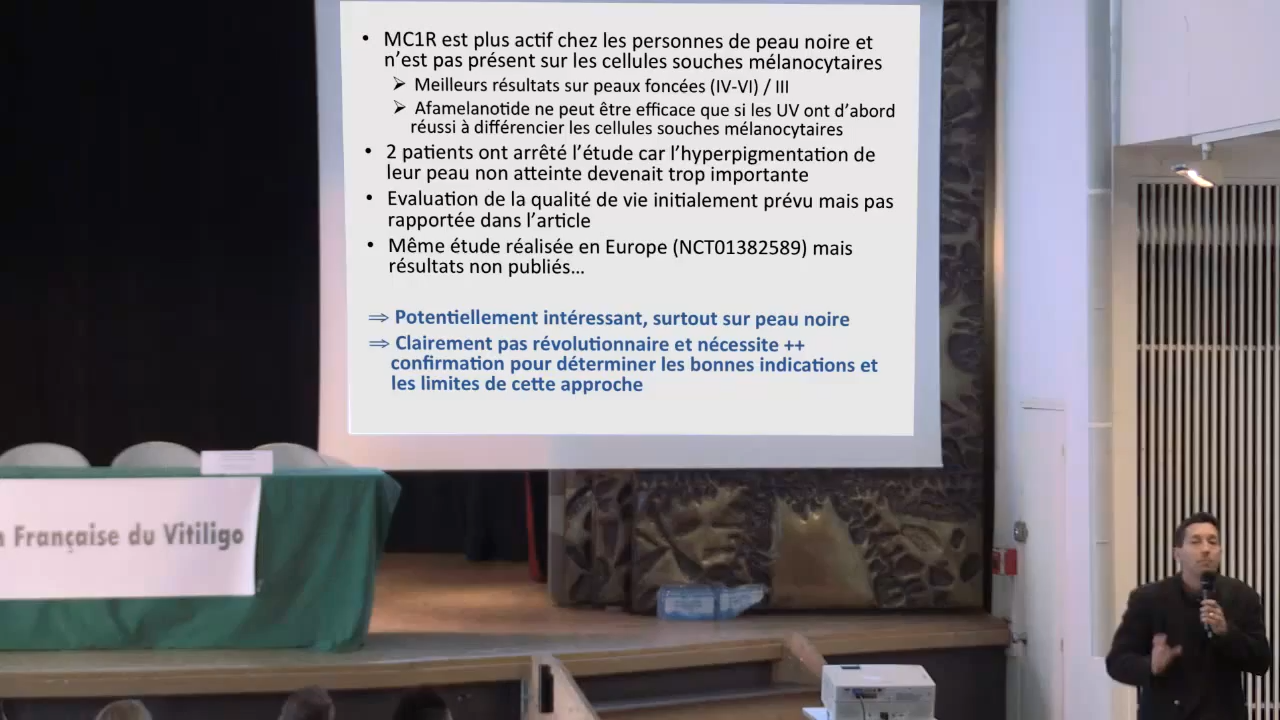 • MC1R est plus actif chez les personnes de peau noire et
n'est pas présent sur les cellules souches mélanocytaires
➢ Meilleurs résultats sur peaux foncées (IV-VI) / III
➢ Afamelanotide ne peut être efficace que si les UV ont d'abord
réussi à différencier les cellules souches mélanocytaires
• 2 patients ont arrêté l'étude car l'hyperpigmentation de
leur peau non atteinte devenait trop importante
• Evaluation de la qualité de vie initialement prévu mais pas
rapportée dans l'article
• Même étude réalisée en Europe (NCT01382589) mais
résultats non publiés...
⇒ Potentiellement intéressant, surtout sur peau noire
⇒ Clairement pas révolutionnaire et nécessite ++
confirmation pour déterminer les bonnes indications et
les limites de cette approche
n Française du Vitiligo